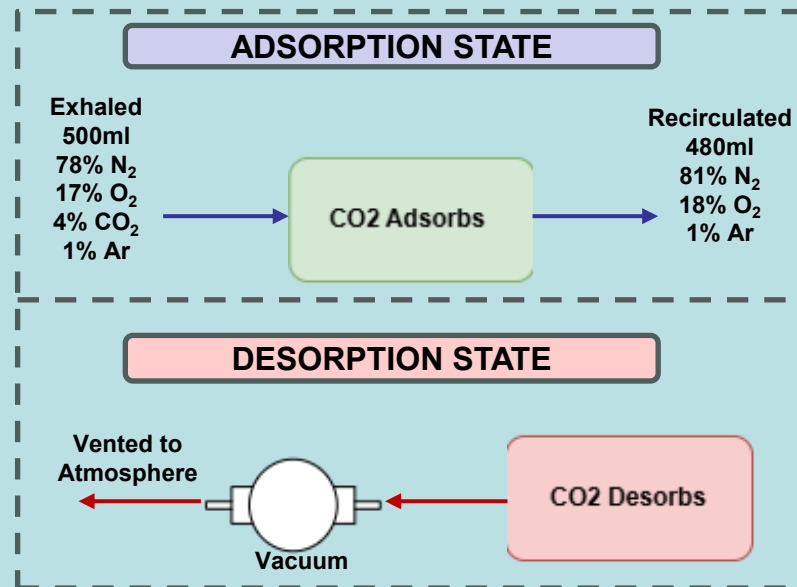 ADSORPTION STATE
Exhaled
500ml
78% N₂
17% O₂
4% CO₂
1% Ar
CO2 Adsorbs
Recirculated
480ml
81% N₂
18% O₂
1% Ar
DESORPTION STATE
Vented to
Atmosphere
Vacuum
CO2 Desorbs